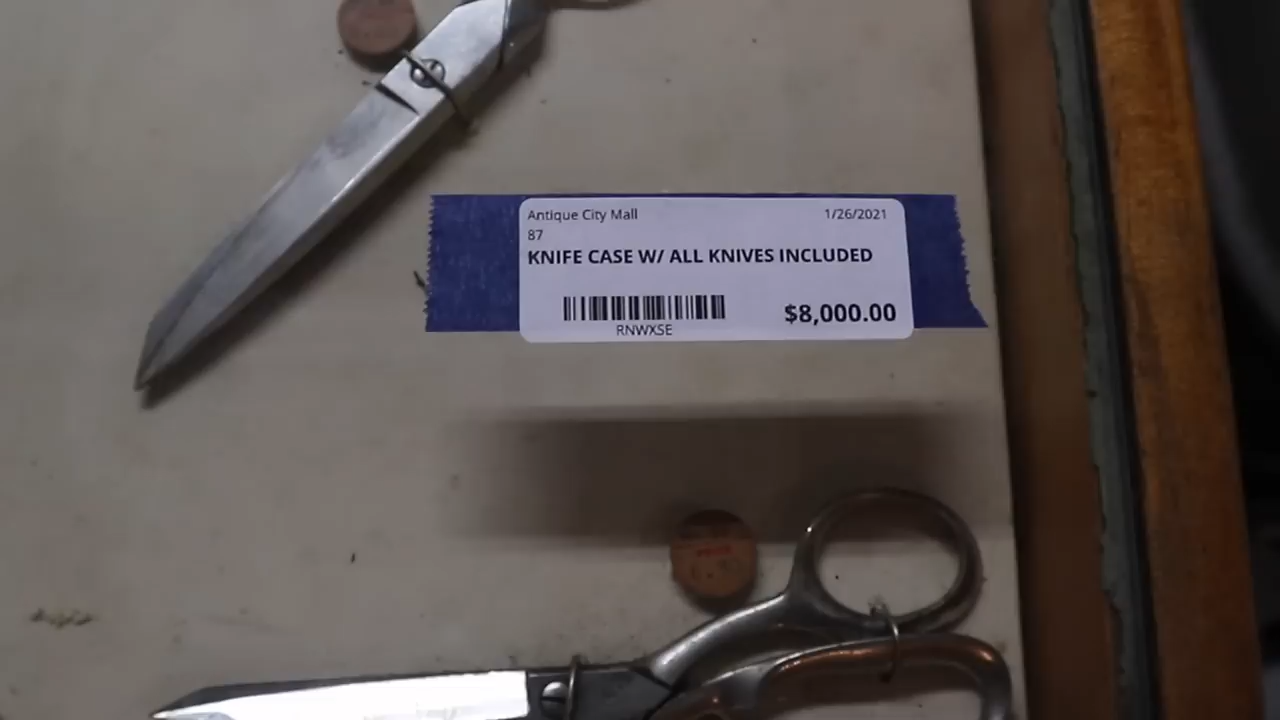 Antique City Mall 1/26/2021
87
KNIFE CASE W/ ALL KNIVES INCLUDED
$8,000.00
RNWXSE